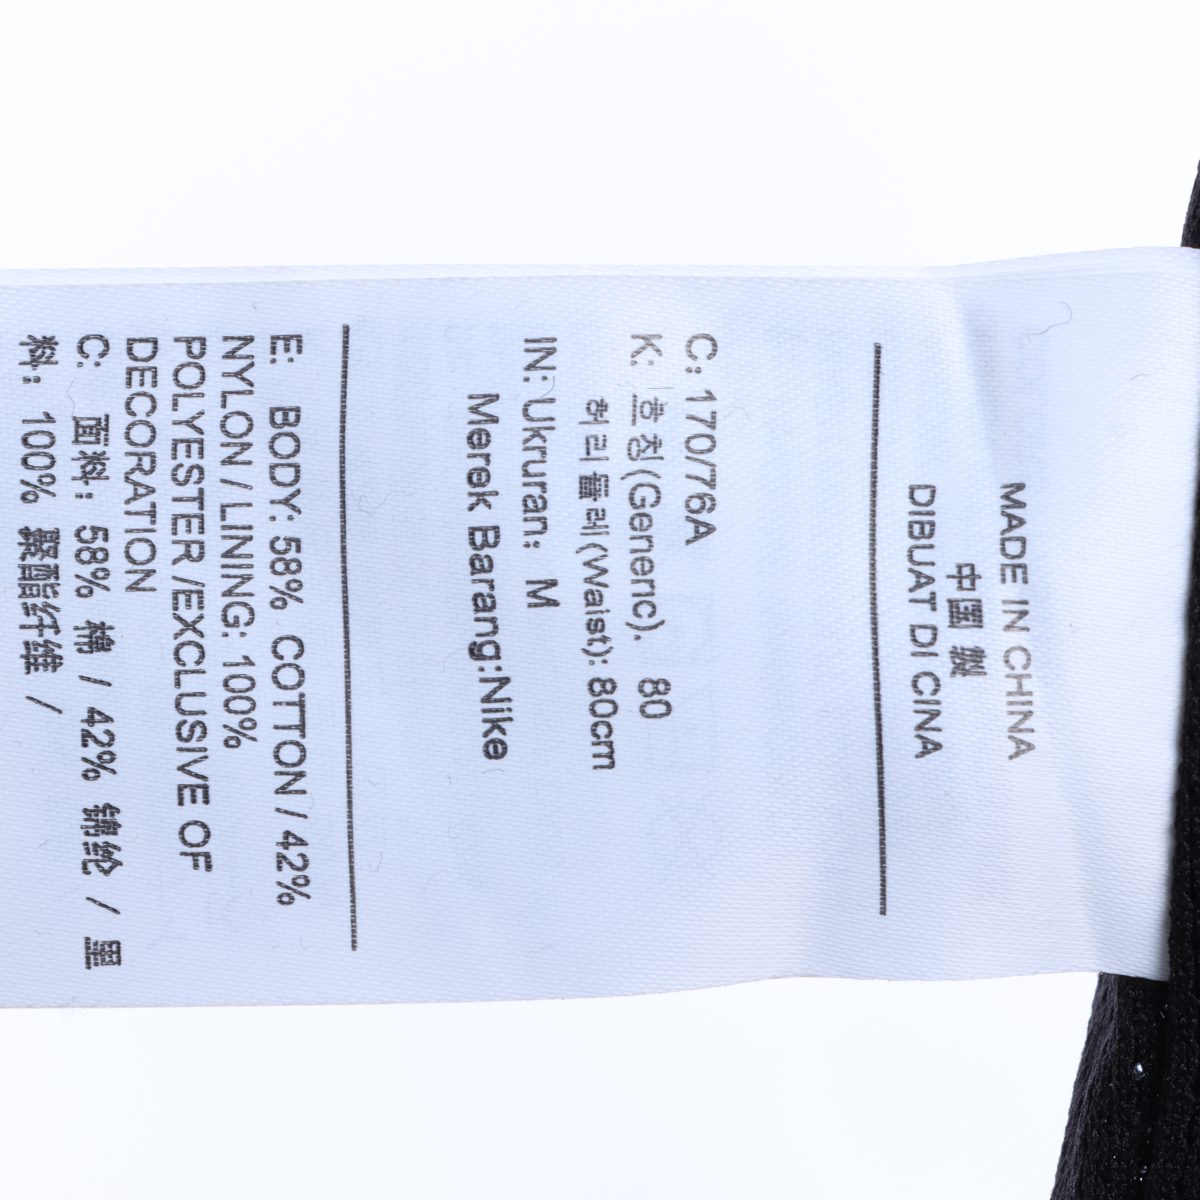 MADE IN CHINA
中国製
DIBUAT DI CINA
C: 170/76A
K: 호칭(Generic). 80
허리둘레(Waist): 80cm
IN: Ukruran: M
Merek Barang:Nike
E: BODY: 58% COTTON / 42%
NYLON / LINING: 100%
POLYESTER /EXCLUSIVE OF
DECORATION
C: 面料: 58% 棉 / 42% 锦纶 / 里
料: 100% 聚酯纤维 /